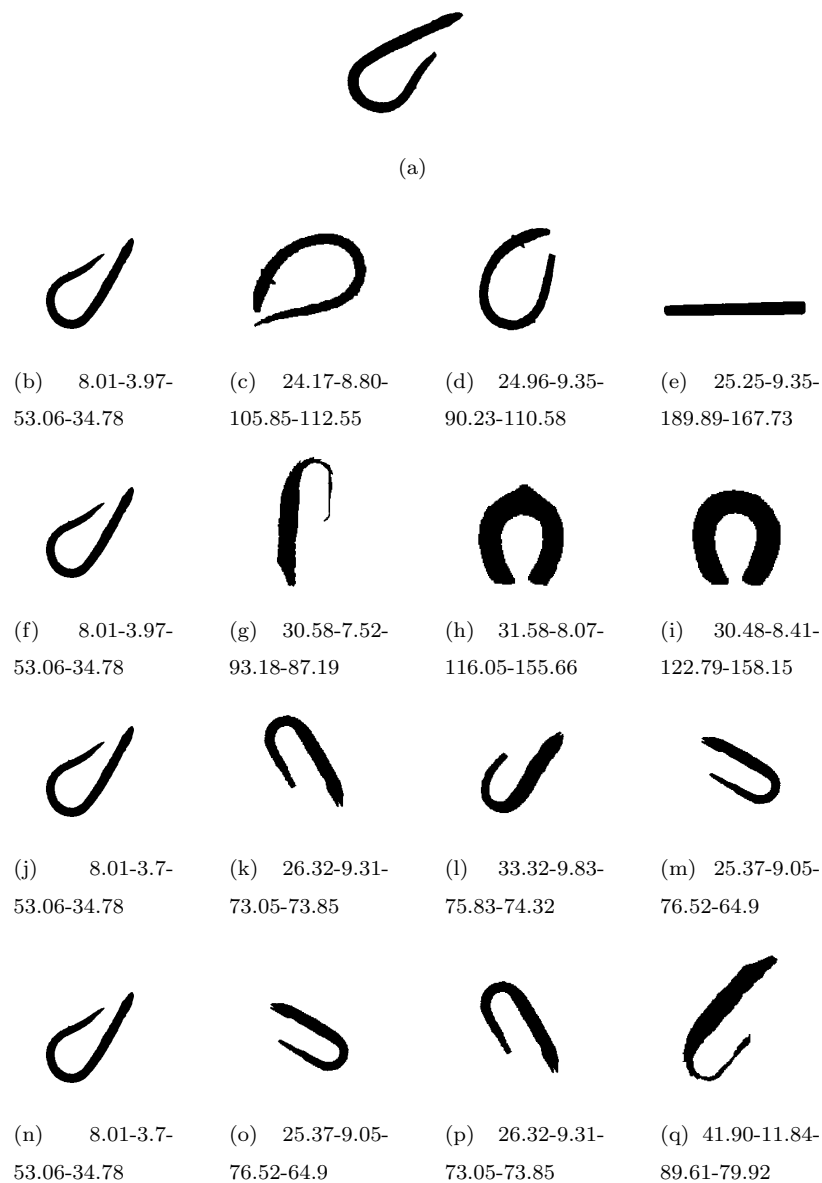 (a)
(b) 8.01-3.97- (c) 24.17-8.80- (d) 24.96-9.35- (e) 25.25-9.35-
53.06-34.78 105.85-112.55 90.23-110.58 189.89-167.73
(f) 8.01-3.97- (g) 30.58-7.52- (h) 31.58-8.07- (i) 30.48-8.41-
53.06-34.78 93.18-87.19 116.05-155.66 122.79-158.15
(j) 8.01-3.7- (k) 26.32-9.31- (l) 33.32-9.83- (m) 25.37-9.05-
53.06-34.78 73.05-73.85 75.83-74.32 76.52-64.9
(n) 8.01-3.7- (o) 25.37-9.05- (p) 26.32-9.31- (q) 41.90-11.84-
53.06-34.78 76.52-64.9 73.05-73.85 89.61-79.92